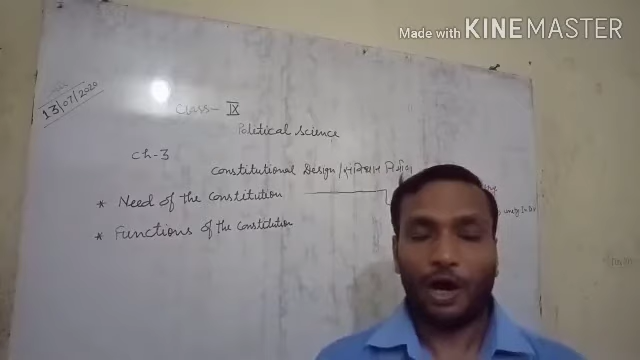 Made with KINEMASTER
13/07/2020
CLASS- IX
Political science
Ch-3
Constitutional Design / संविधान निर्माण
* Need of the Constitution
* Functions of the Constitution